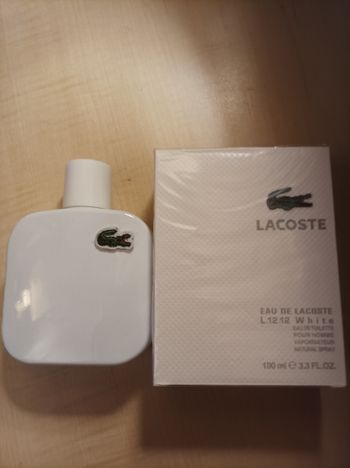 LACOSTE
EAU DE LACOSTE
L.12.12 White
EAU DE TOILETTE
POUR HOMME
VAPORISATEUR
NATURAL SPRAY
100 ml ℮ 3.3 FL.OZ.